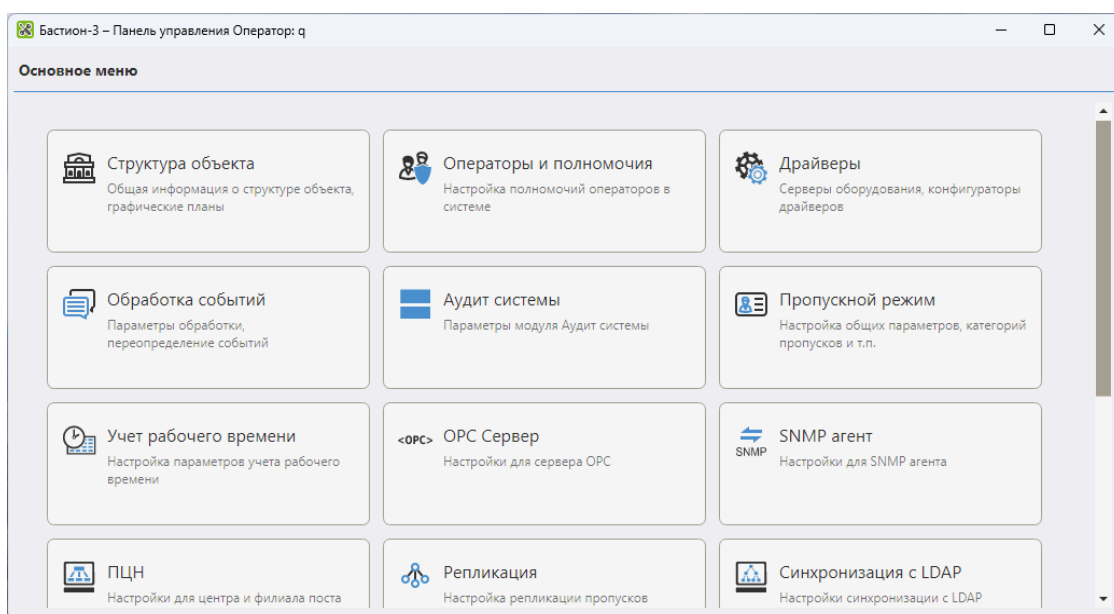 Бастион-3 – Панель управления Оператор: q
Основное меню
Структура объекта
Общая информация о структуре объекта,
графические планы
Операторы и полномочия
Настройка полномочий операторов в
системе
Драйверы
Серверы оборудования, конфигураторы
драйверов
Обработка событий
Параметры обработки,
переопределение событий
Аудит системы
Параметры модуля Аудит системы
Пропускной режим
Настройка общих параметров, категорий
пропусков и т.п.
Учет рабочего времени
Настройка параметров учета рабочего
времени
<OPC>
OPC Сервер
Настройки для сервера OPC
SNMP
SNMP агент
Настройки для SNMP агента
ПЦН
Настройки для центра и филиала поста
Репликация
Настройка репликации пропусков
Синхронизация с LDAP
Настройки синхронизации с LDAP